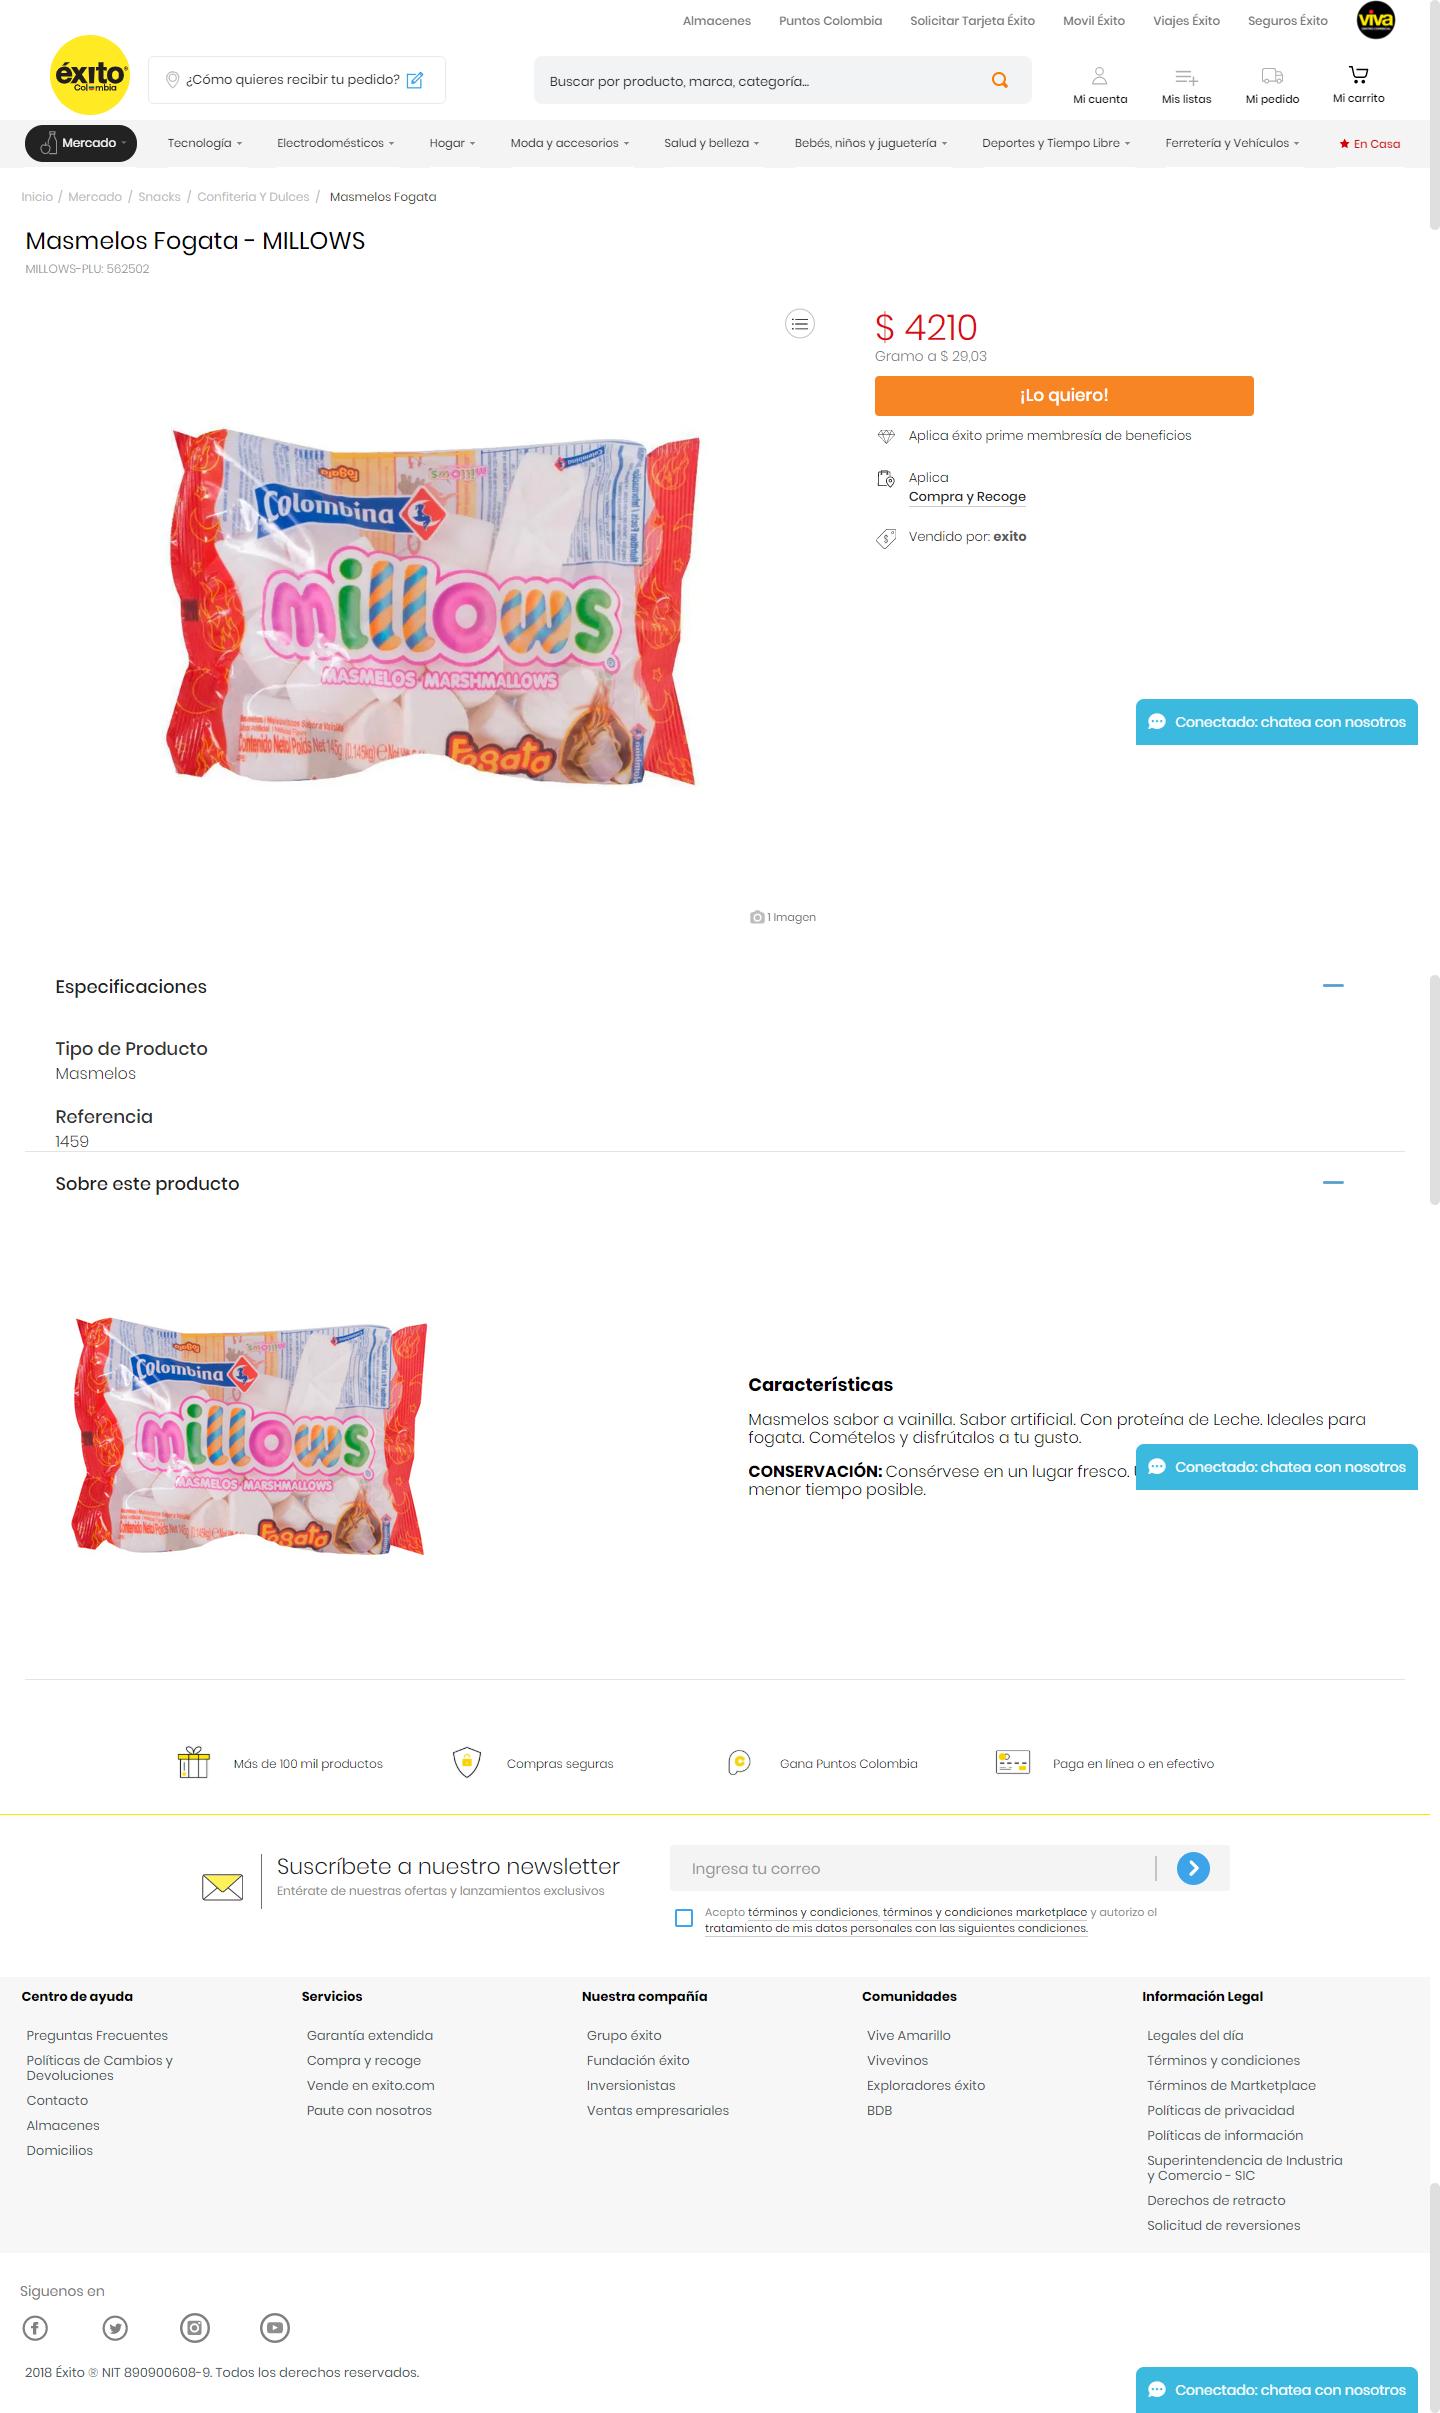 Almacenes Puntos Colombia Solicitar Tarjeta Éxito Movil Éxito Viajes Éxito Seguros Éxito viva
éxito
Colombia
¿Cómo quieres recibir tu pedido?
Buscar por producto, marca, categoría...
Mi cuenta Mis listas Mi pedido Mi carrito
Mercado Tecnología Electrodomésticos Hogar Moda y accesorios Salud y belleza Bebés, niños y juguetería Deportes y Tiempo Libre Ferretería y Vehículos En Casa
Inicio / Mercado / Snacks / Confiteria Y Dulces / Masmelos Fogata
Masmelos Fogata - MILLOWS
MILLOWS-PLU: 562502
$ 4210
Gramo a $ 29,03
¡Lo quiero!
Aplica éxito prime membresía de beneficios
Aplica
Compra y Recoge
Vendido por: exito
Colombina
millows
MASMELOS · MARSHMALLOWS
Contenido Neto/Poids Net 145g (0.145kg)
Fogata
Conectado: chatea con nosotros
1 Imagen
Especificaciones
Tipo de Producto
Masmelos
Referencia
1459
Sobre este producto
Colombina
millows
MASMELOS · MARSHMALLOWS
Fogata
Características
Masmelos sabor a vainilla. Sabor artificial. Con proteína de Leche. Ideales para
fogata. Comételos y disfrútalos a tu gusto.
CONSERVACIÓN: Consérvese en un lugar fresco.
menor tiempo posible.
Conectado: chatea con nosotros
Más de 100 mil productos Compras seguras Gana Puntos Colombia Paga en línea o en efectivo
Suscríbete a nuestro newsletter
Entérate de nuestras ofertas y lanzamientos exclusivos
Ingresa tu correo
Acepto términos y condiciones, términos y condiciones marketplace y autorizo el
tratamiento de mis datos personales con las siguientes condiciones.
Centro de ayuda
Preguntas Frecuentes
Políticas de Cambios y
Devoluciones
Contacto
Almacenes
Domicilios
Servicios
Garantía extendida
Compra y recoge
Vende en exito.com
Paute con nosotros
Nuestra compañía
Grupo éxito
Fundación éxito
Inversionistas
Ventas empresariales
Comunidades
Vive Amarillo
Vivevinos
Exploradores éxito
BDB
Información Legal
Legales del día
Términos y condiciones
Términos de Martketplace
Políticas de privacidad
Políticas de información
Superintendencia de Industria
y Comercio - SIC
Derechos de retracto
Solicitud de reversiones
Siguenos en
2018 Éxito ® NIT 890900608-9. Todos los derechos reservados.
Conectado: chatea con nosotros